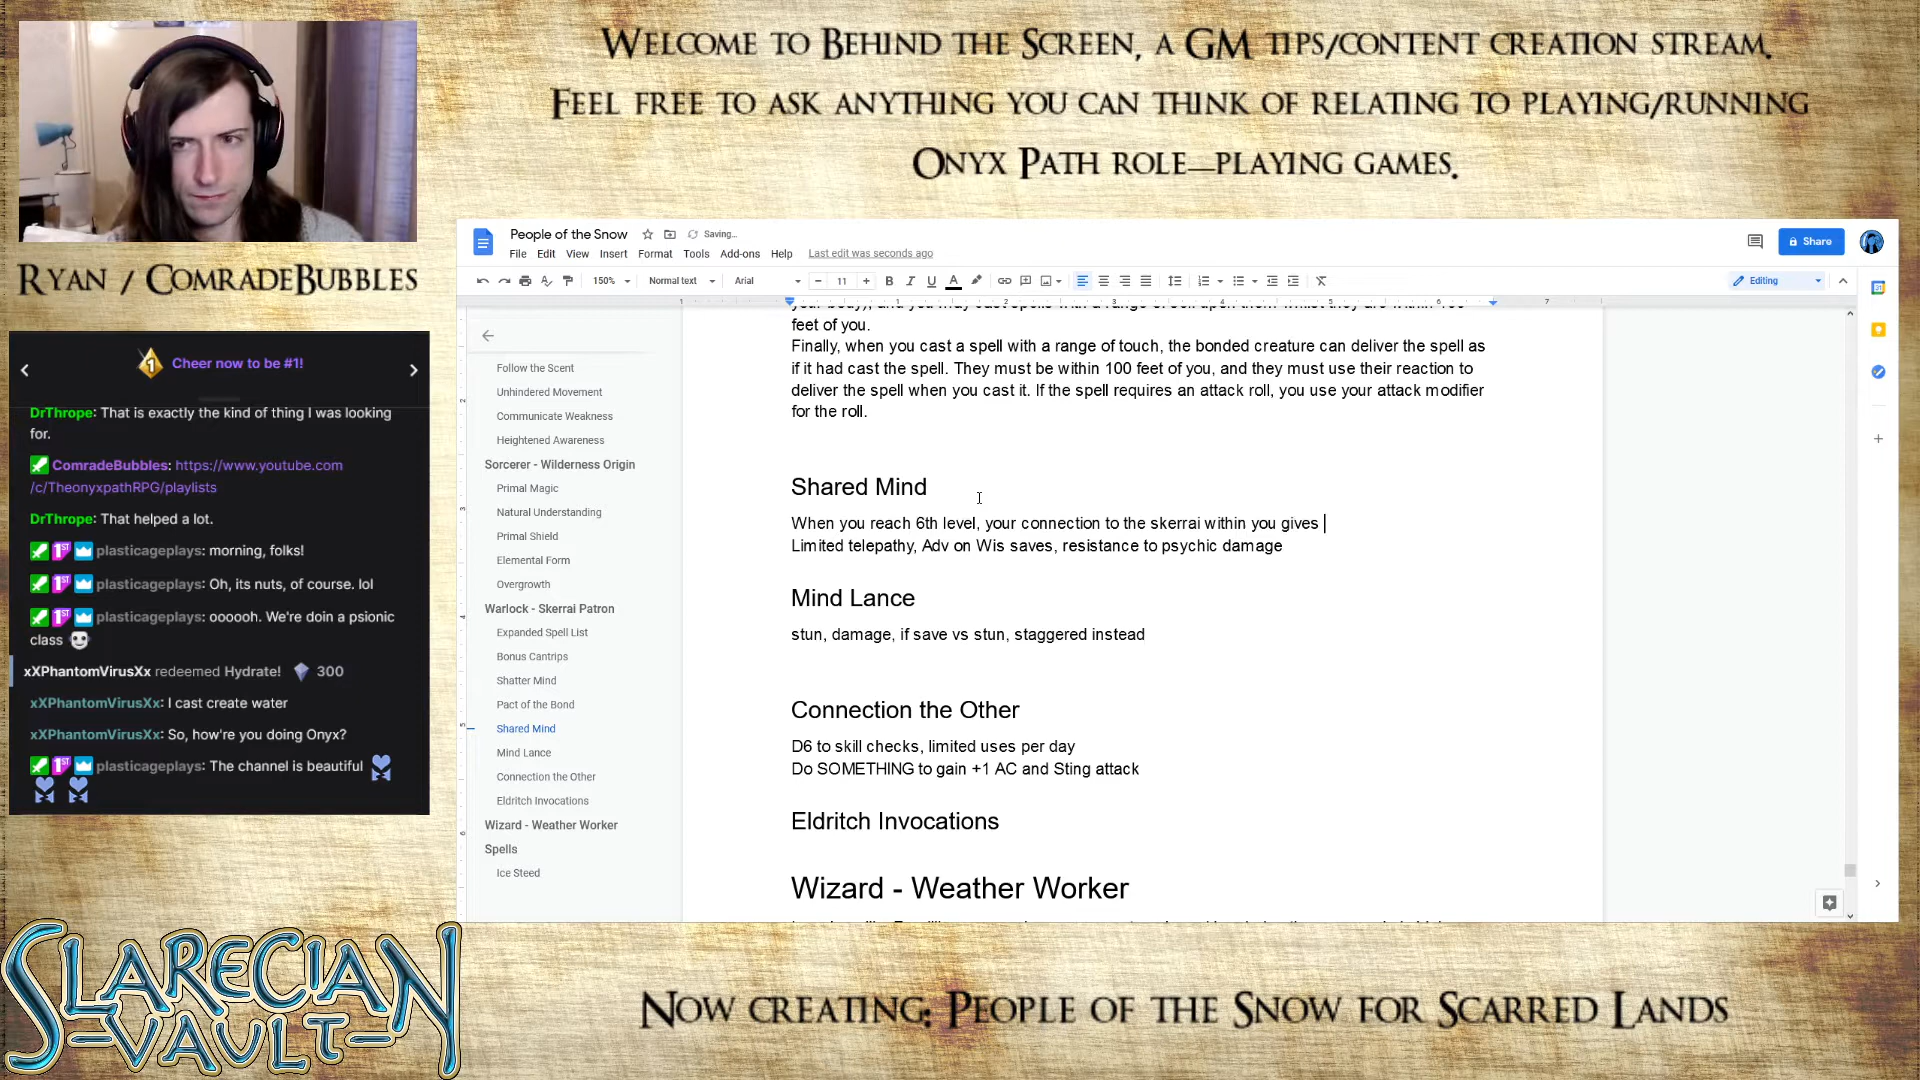 WELCOME TO BEHIND THE SCREEN, A GM TIPS/CONTENT CREATION STREAM.
FEEL FREE TO ASK ANYTHING YOU CAN THINK OF RELATING TO PLAYING/RUNNING
ONYX PATH ROLE—PLAYING GAMES.
RYAN / COMRADEBUBBLES
1
Cheer now to be #1!
DrThrope: That is exactly the kind of thing I was looking
for.
ComradeBubbles: https://www.youtube.com
/c/TheonyxpathRPG/playlists
DrThrope: That helped a lot.
1ST plasticageplays: morning, folks!
1ST plasticageplays: Oh, its nuts, of course. lol
1ST plasticageplays: oooooh. We're doin a psionic
class
xXPhantomVirusXx redeemed Hydrate! 300
xXPhantomVirusXx: I cast create water
xXPhantomVirusXx: So, how're you doing Onyx?
1ST plasticageplays: The channel is beautiful
People of the Snow
Saving...
File Edit View Insert Format Tools Add-ons Help Last edit was seconds ago
Share
150% Normal text Arial 11 B I U A
Editing
1 1 2 3 4 5 6 7
Follow the Scent
Unhindered Movement
Communicate Weakness
Heightened Awareness
Sorcerer - Wilderness Origin
Primal Magic
Natural Understanding
Primal Shield
Elemental Form
Overgrowth
Warlock - Skerrai Patron
Expanded Spell List
Bonus Cantrips
Shatter Mind
Pact of the Bond
Shared Mind
Mind Lance
Connection the Other
Eldritch Invocations
Wizard - Weather Worker
Spells
Ice Steed
feet of you.
Finally, when you cast a spell with a range of touch, the bonded creature can deliver the spell as
if it had cast the spell. They must be within 100 feet of you, and they must use their reaction to
deliver the spell when you cast it. If the spell requires an attack roll, you use your attack modifier
for the roll.
Shared Mind
When you reach 6th level, your connection to the skerrai within you gives
Limited telepathy, Adv on Wis saves, resistance to psychic damage
Mind Lance
stun, damage, if save vs stun, staggered instead
Connection the Other
D6 to skill checks, limited uses per day
Do SOMETHING to gain +1 AC and Sting attack
Eldritch Invocations
Wizard - Weather Worker
SLARECIAN
VAULT
NOW CREATING: PEOPLE OF THE SNOW FOR SCARRED LANDS